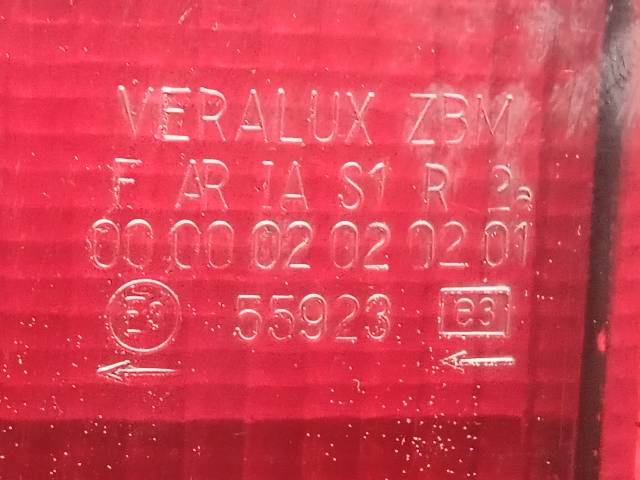 VERALUX ZBM
F AR IA S1 R 2a
00 00 02 02 02 01
E3 55923 e3